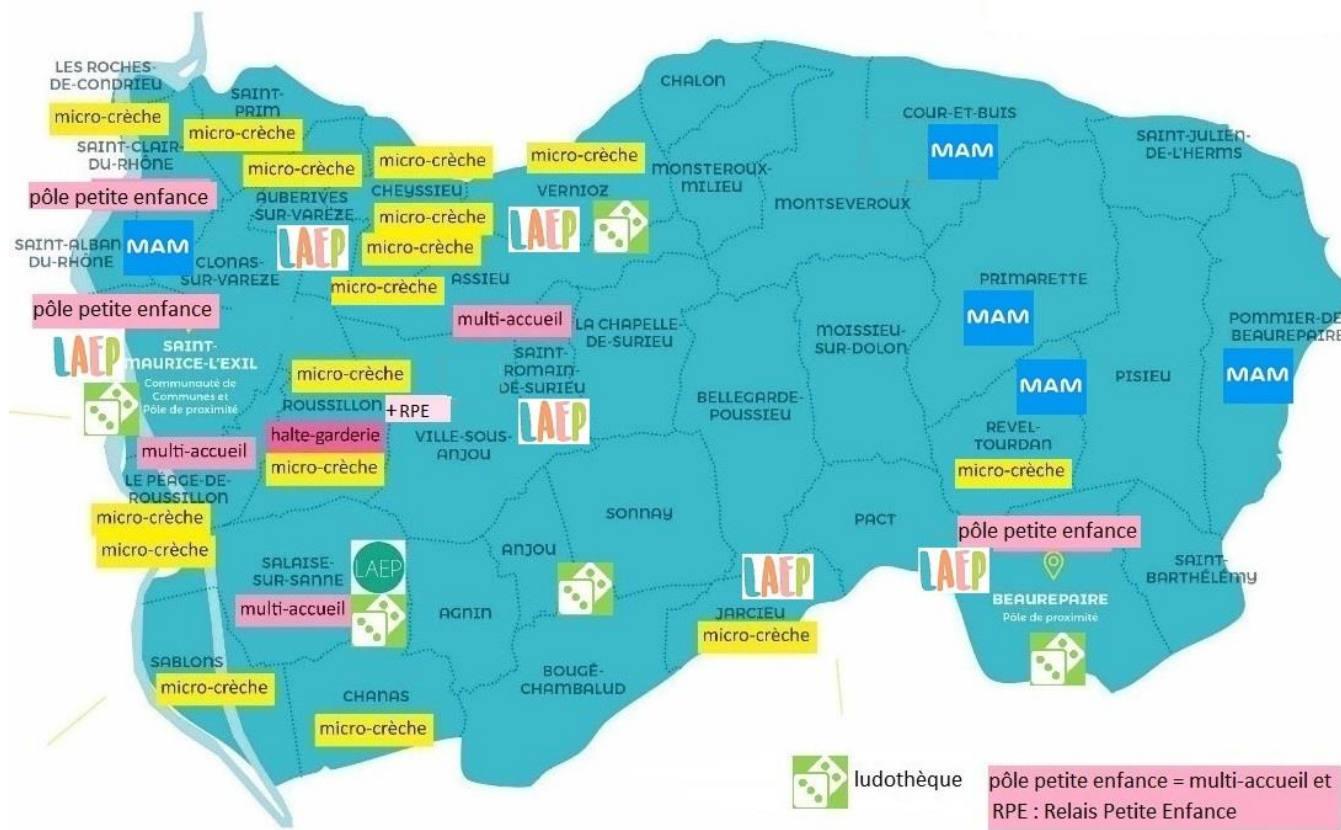 LES ROCHES-
DE-CONDRIEU
micro-crèche
SAINT-
PRIM
micro-crèche
SAINT-CLAIR-
DU-RHÔNE
pôle petite enfance
micro-crèche
AUBERIVES
SUR-VARÈZE
LAEP
micro-crèche
CHEYSSIEU
micro-crèche
micro-crèche
micro-crèche
ASSIEU
multi-accueil
micro-crèche
VERNIOZ
LAEP
CHALON
MONSTEROUX-
MILIEU
MONTSEVEROUX
COUR-ET-BUIS
MAM
SAINT-JULIEN-
DE-L'HERMS
SAINT-ALBAN
DU-RHÔNE
MAM
CLONAS-
SUR-VARÈZE
pôle petite enfance
LAEP
SAINT-
MAURICE-L'EXIL
Communauté de
Communes et
Pôle de proximité
micro-crèche
ROUSSILLON
+RPE
halte-garderie
micro-crèche
multi-accueil
LE PÉAGE-DE-
ROUSSILLON
micro-crèche
micro-crèche
VILLE-SOUS-
ANJOU
SAINT-
ROMAIN-
DE-SURIEU
LAEP
LA CHAPELLE-
DE-SURIEU
BELLEGARDE-
POUSSIEU
MOISSIEU-
SUR-DOLON
PRIMARETTE
MAM
MAM
REVEL-
TOURDAN
micro-crèche
PISIEU
POMMIER-DE-
BEAUREPAIRE
MAM
SALAISE-
SUR-SANNE
LAEP
multi-accueil
AGNIN
ANJOU
SONNAY
PACT
LAEP
JARCIEU
micro-crèche
pôle petite enfance
LAEP
BEAUREPAIRE
Pôle de proximité
SAINT-
BARTHÉLÉMY
SABLONS
micro-crèche
CHANAS
micro-crèche
BOUGÉ-
CHAMBALUD
ludothèque
pôle petite enfance = multi-accueil et
RPE : Relais Petite Enfance